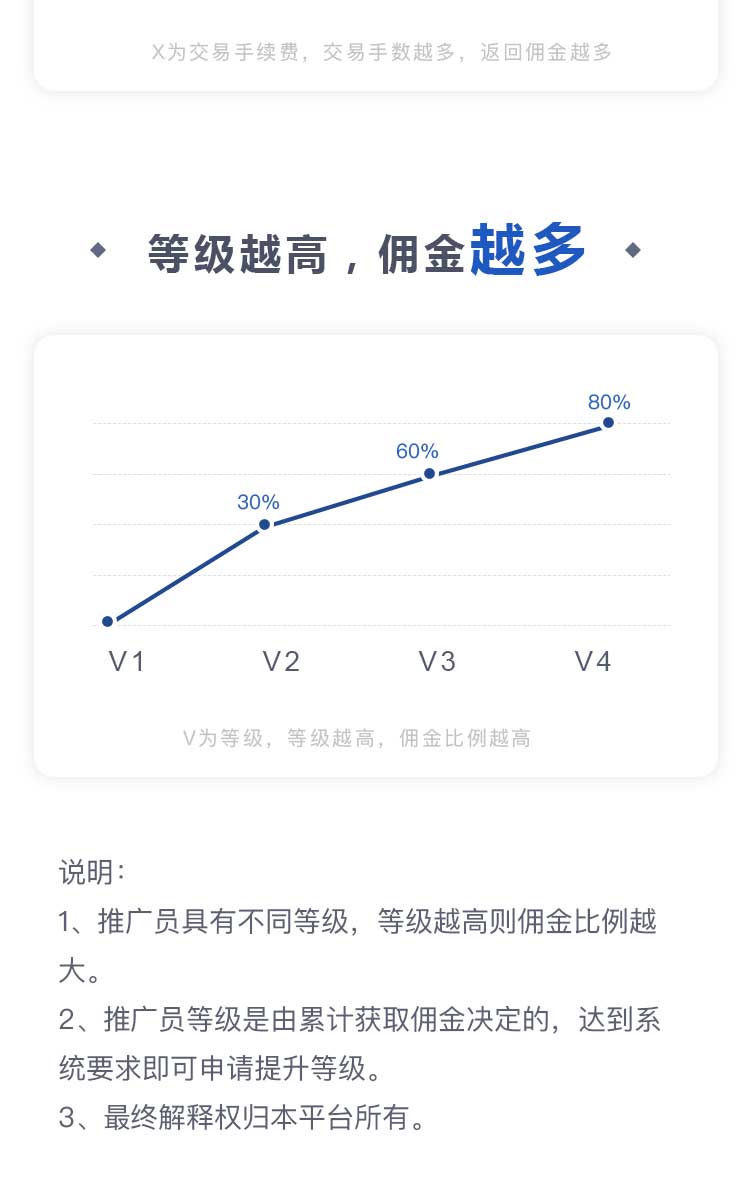 X为交易手续费，交易手数越多，返回佣金越多
等级越高，佣金越多
80%
60%
30%
V1 V2 V3 V4
V为等级，等级越高，佣金比例越高
说明：
1、推广员具有不同等级，等级越高则佣金比例越
大。
2、推广员等级是由累计获取佣金决定的，达到系
统要求即可申请提升等级。
3、最终解释权归本平台所有。